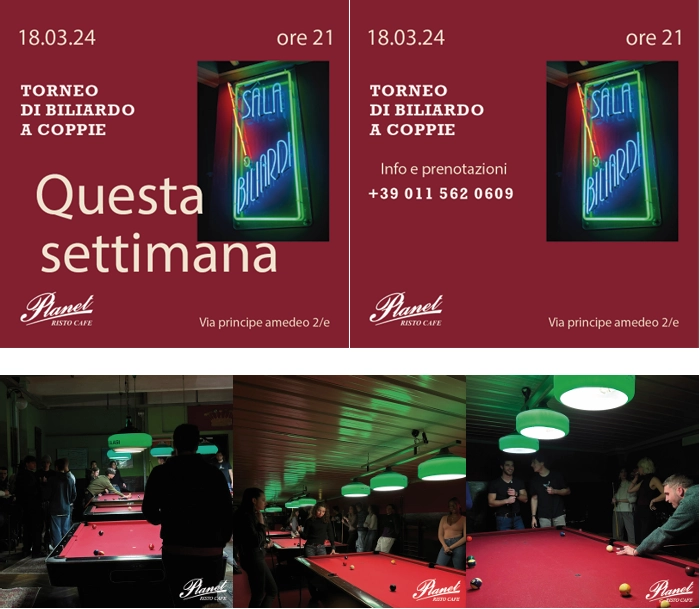 18.03.24
ore 21
TORNEO
DI BILIARDO
A COPPIE
SALA
BILIARDI
Questa
settimana
Planet
RISTO CAFE
Via principe amedeo 2/e
18.03.24
ore 21
TORNEO
DI BILIARDO
A COPPIE
SALA
BILIARDI
Info e prenotazioni
+39 011 562 0609
Planet
RISTO CAFE
Via principe amedeo 2/e
Planet
RISTO CAFE
Planet
RISTO CAFE
Planet
RISTO CAFE